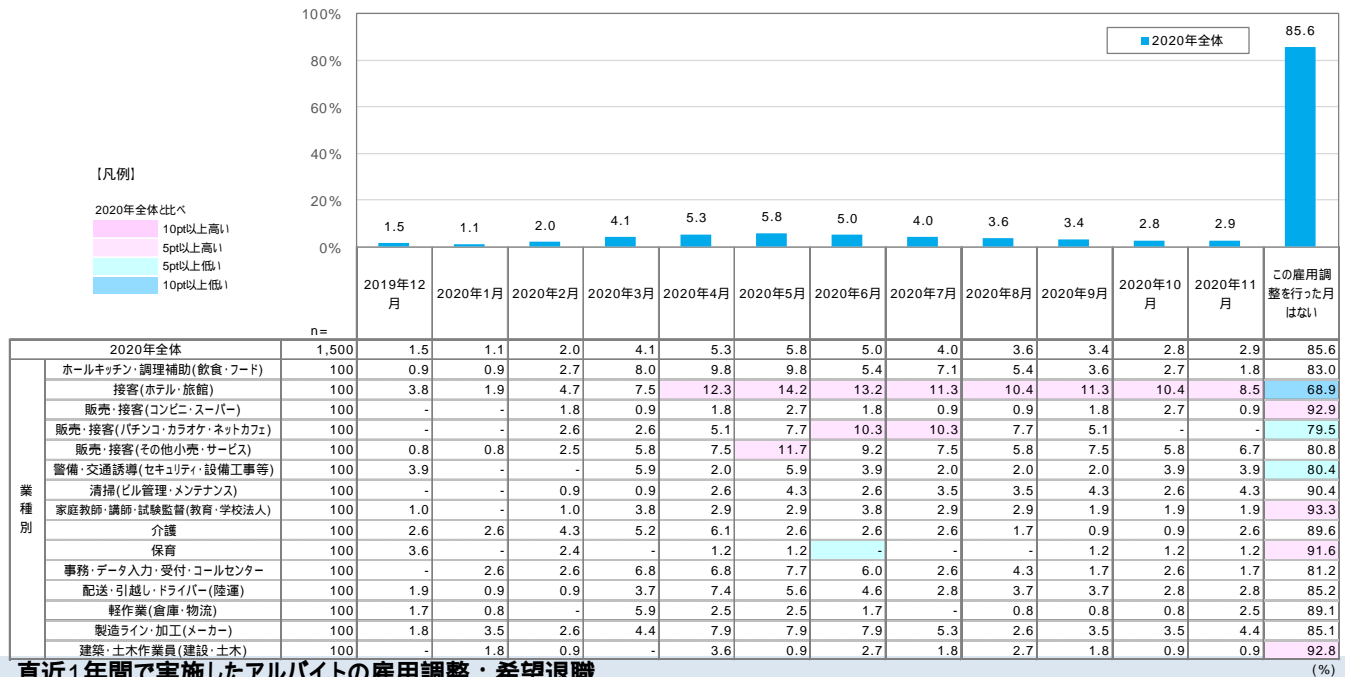 100%
80%
60%
40%
20%
0%
■2020年全体
1.5 1.1 2.0 4.1 5.3 5.8 5.0 4.0 3.6 3.4 2.8 2.9 85.6
【凡例】
2020年全体と比べ
10pt以上高い
5pt以上高い
5pt以上低い
10pt以上低い
n=
2019年12月 2020年1月 2020年2月 2020年3月 2020年4月 2020年5月 2020年6月 2020年7月 2020年8月 2020年9月 2020年10月 2020年11月 この雇用調整を行った月はない
2020年全体 1,500 1.5 1.1 2.0 4.1 5.3 5.8 5.0 4.0 3.6 3.4 2.8 2.9 85.6
業種別
ホールキッチン・調理補助(飲食・フード) 100 0.9 0.9 2.7 8.0 9.8 9.8 5.4 7.1 5.4 3.6 2.7 1.8 83.0
接客(ホテル・旅館) 100 3.8 1.9 4.7 7.5 12.3 14.2 13.2 11.3 10.4 11.3 10.4 8.5 68.9
販売・接客(コンビニ・スーパー) 100 - - 1.8 0.9 1.8 2.7 1.8 0.9 0.9 1.8 2.7 0.9 92.9
販売・接客(パチンコ・カラオケ・ネットカフェ) 100 - - 2.6 2.6 5.1 7.7 10.3 10.3 7.7 5.1 - - 79.5
販売・接客(その他小売・サービス) 100 0.8 0.8 2.5 5.8 7.5 11.7 9.2 7.5 5.8 7.5 5.8 6.7 80.8
警備・交通誘導(セキュリティ・設備工事等) 100 3.9 - - 5.9 2.0 5.9 3.9 2.0 2.0 2.0 3.9 3.9 80.4
清掃(ビル管理・メンテナンス) 100 - - 0.9 0.9 2.6 4.3 2.6 3.5 3.5 4.3 2.6 4.3 90.4
家庭教師・講師・試験監督(教育・学校法人) 100 1.0 - 1.0 3.8 2.9 2.9 3.8 2.9 2.9 1.9 1.9 1.9 93.3
介護 100 2.6 2.6 4.3 5.2 6.1 2.6 2.6 2.6 1.7 0.9 0.9 2.6 89.6
保育 100 3.6 - 2.4 - 1.2 1.2 - - - 1.2 1.2 1.2 91.6
事務・データ入力・受付・コールセンター 100 - 2.6 2.6 6.8 6.8 7.7 6.0 2.6 4.3 1.7 2.6 1.7 81.2
配送・引越し・ドライバー(陸運) 100 1.9 0.9 0.9 3.7 7.4 5.6 4.6 2.8 3.7 3.7 2.8 2.8 85.2
軽作業(倉庫・物流) 100 1.7 0.8 - 5.9 2.5 2.5 1.7 - 0.8 0.8 0.8 2.5 89.1
製造ライン・加工(メーカー) 100 1.8 3.5 2.6 4.4 7.9 7.9 7.9 5.3 2.6 3.5 3.5 4.4 85.1
建築・土木作業員(建設・土木) 100 - 1.8 0.9 - 3.6 0.9 2.7 1.8 2.7 1.8 0.9 0.9 92.8
直近1年間で実施したアルバイトの雇用調整・希望退職
(%)